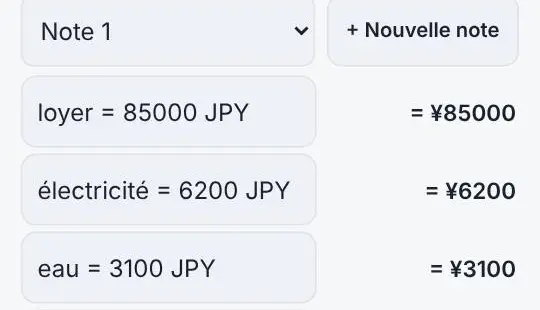 Note 1
+ Nouvelle note
loyer = 85000 JPY
= ¥85000
électricité = 6200 JPY
= ¥6200
eau = 3100 JPY
= ¥3100